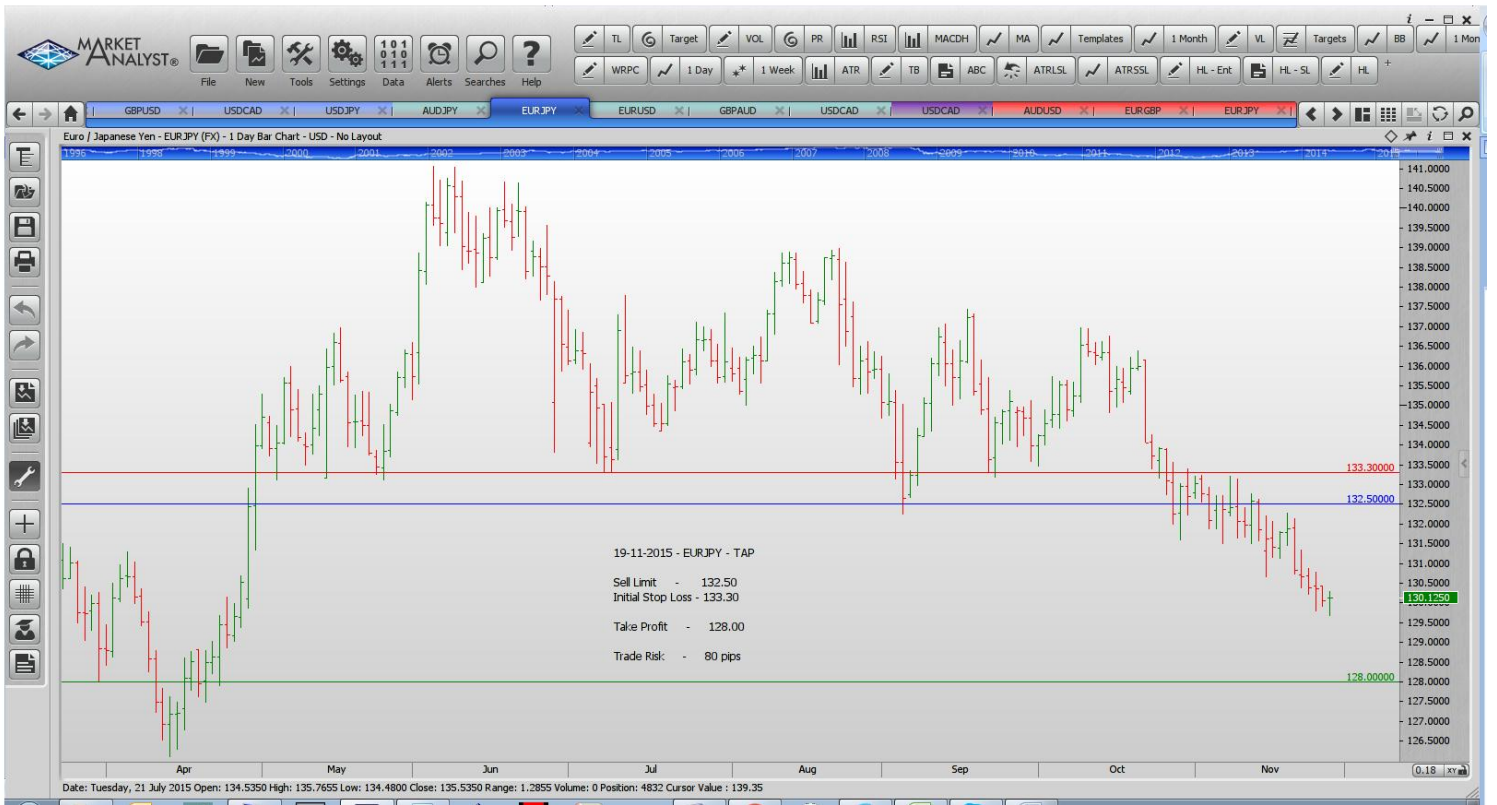 i
MARKET ANALYST®
File New Tools Settings Data Alerts Searches Help
TL Target VOL PR RSI MACDH MA Templates 1 Month VL Targets BB 1 Mon
WRPC 1 Day 1 Week ATR TB ABC ATRLSL ATRSSL HL - Ent HL - SL HL +
GBPUSD USDCAD USDJPY AUDJPY EURJPY EURUSD GBPAUD USDCAD USDCAD AUDUSD EURGBP EURJPY
Euro / Japanese Yen - EURJPY (FX) - 1 Day Bar Chart - USD - No Layout
1996 1998 1999 2000 2001 2002 2003 2004 2005 2006 2007 2008 2009 2010 2011 2012 2013 2014
141.0000
140.5000
140.0000
139.5000
139.0000
138.5000
138.0000
137.5000
137.0000
136.5000
136.0000
135.5000
135.0000
134.5000
134.0000
133.30000
133.5000
133.0000
132.50000
132.5000
132.0000
131.5000
131.0000
130.5000
130.1250
129.5000
129.0000
128.5000
128.00000
128.0000
127.5000
127.0000
126.5000
19-11-2015 - EURJPY - TAP
Sell Limit - 132.50
Initial Stop Loss - 133.30
Take Profit - 128.00
Trade Risk - 80 pips
Apr May Jun Jul Aug Sep Oct Nov
0.18 XY
Date: Tuesday, 21 July 2015 Open: 134.5350 High: 135.7655 Low: 134.4800 Close: 135.5350 Range: 1.2855 Volume: 0 Position: 4832 Cursor Value : 139.35